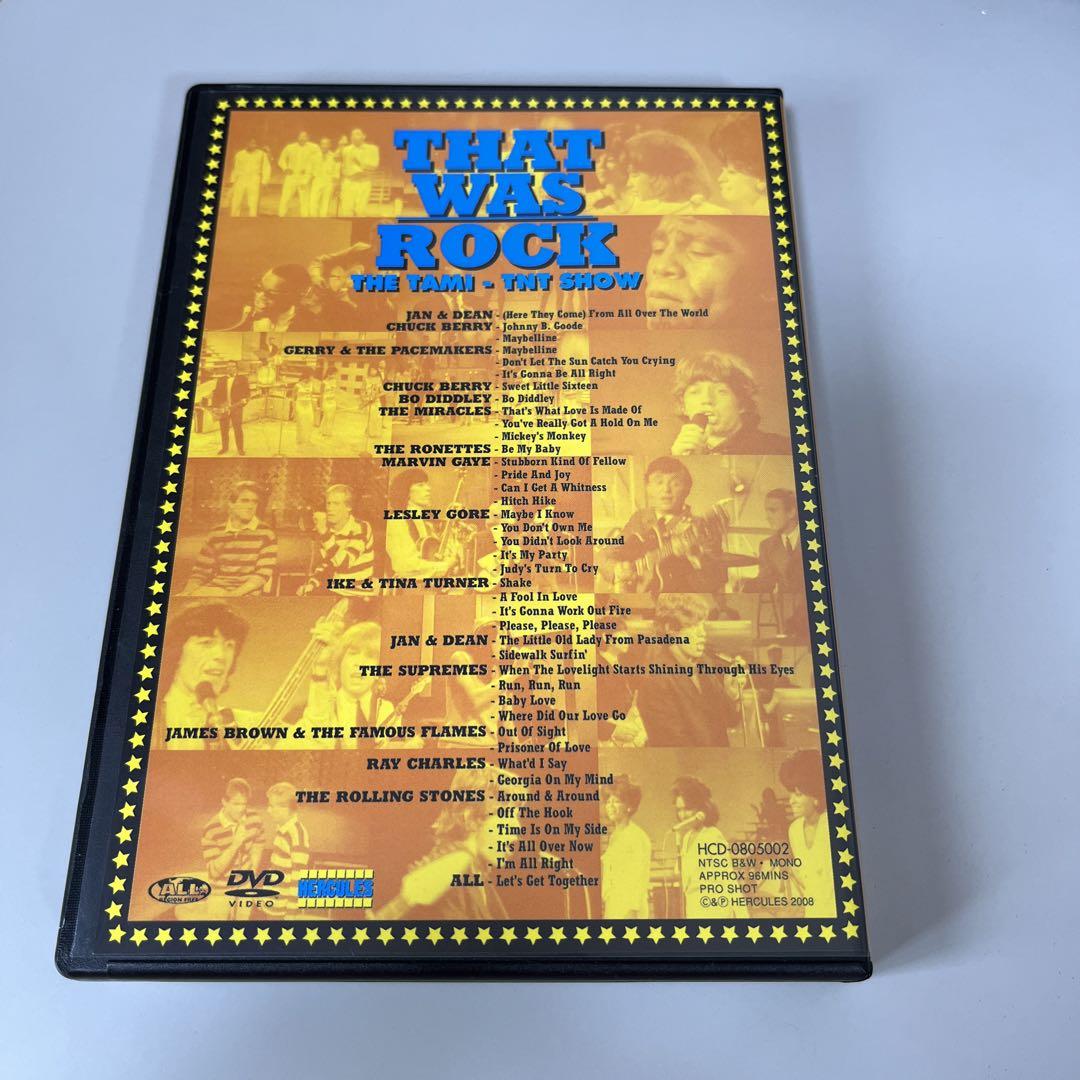 THAT
WAS
ROCK
THE TAMI - TNT SHOW
JAN & DEAN - (Here They Come) From All Over The World
CHUCK BERRY - Johnny B. Goode
- Maybelline
GERRY & THE PACEMAKERS - Maybelline
- Don't Let The Sun Catch You Crying
- It's Gonna Be All Right
CHUCK BERRY - Sweet Little Sixteen
BO DIDDLEY - Bo Diddley
THE MIRACLES - That's What Love Is Made Of
- You've Really Got A Hold On Me
- Mickey's Monkey
THE RONETTES - Be My Baby
MARVIN GAYE - Stubborn Kind Of Fellow
- Pride And Joy
- Can I Get A Whitness
- Hitch Hike
LESLEY GORE - Maybe I Know
- You Don't Own Me
- You Didn't Look Around
- It's My Party
- Judy's Turn To Cry
IKE & TINA TURNER - Shake
- A Fool In Love
- It's Gonna Work Out Fire
- Please, Please, Please
JAN & DEAN - The Little Old Lady From Pasadena
- Sidewalk Surfin'
THE SUPREMES - When The Lovelight Starts Shining Through His Eyes
- Run, Run, Run
- Baby Love
- Where Did Our Love Go
JAMES BROWN & THE FAMOUS FLAMES - Out Of Sight
- Prisoner Of Love
RAY CHARLES - What'd I Say
- Georgia On My Mind
THE ROLLING STONES - Around & Around
- Off The Hook
- Time Is On My Side
- It's All Over Now
- I'm All Right
ALL - Let's Get Together
HCD-0805002
NTSC B&W • MONO
APPROX 96MINS
PRO SHOT
©&℗ HERCULES 2008
ALL
REGION FREE
DVD
VIDEO
HERCULES